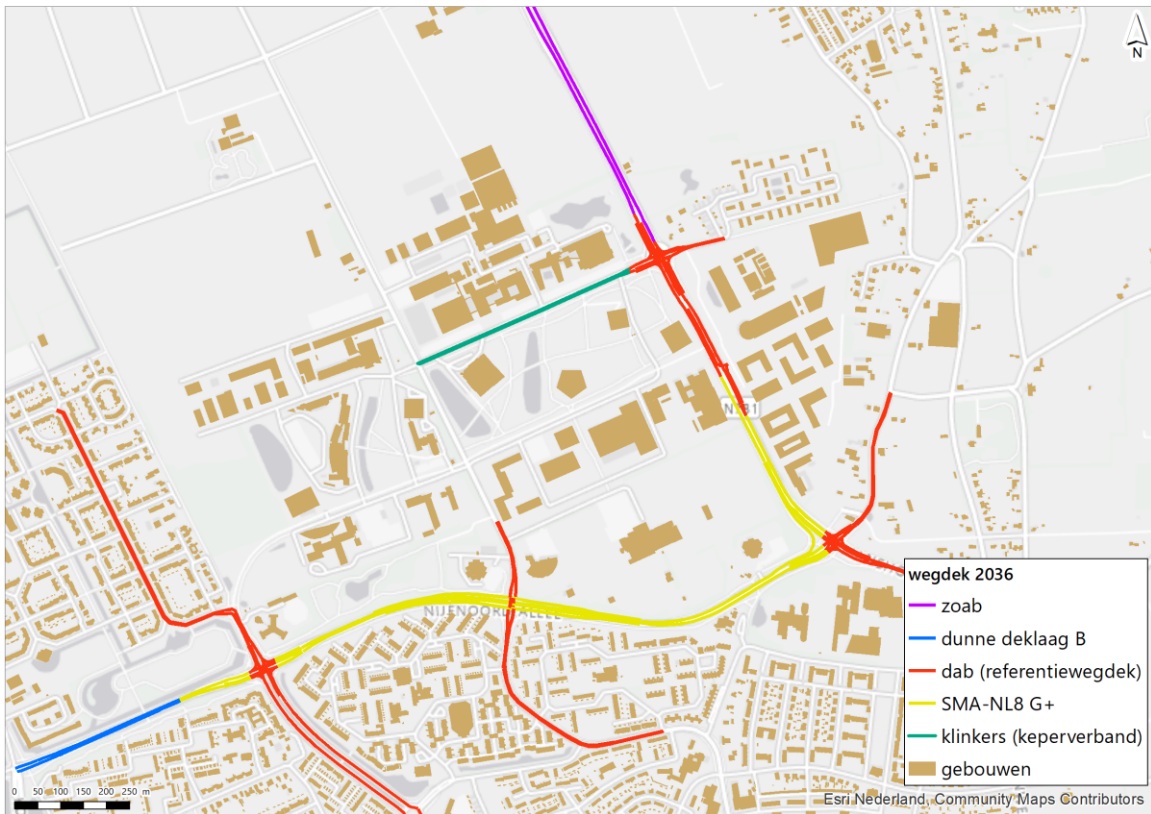 N
N781
NIJENOORD ALLEE
wegdek 2036
zoab
dunne deklaag B
dab (referentiewegdek)
SMA-NL8 G+
klinkers (keperverband)
gebouwen
0 50 100 150 200 250 m
Esri Nederland, Community Maps Contributors